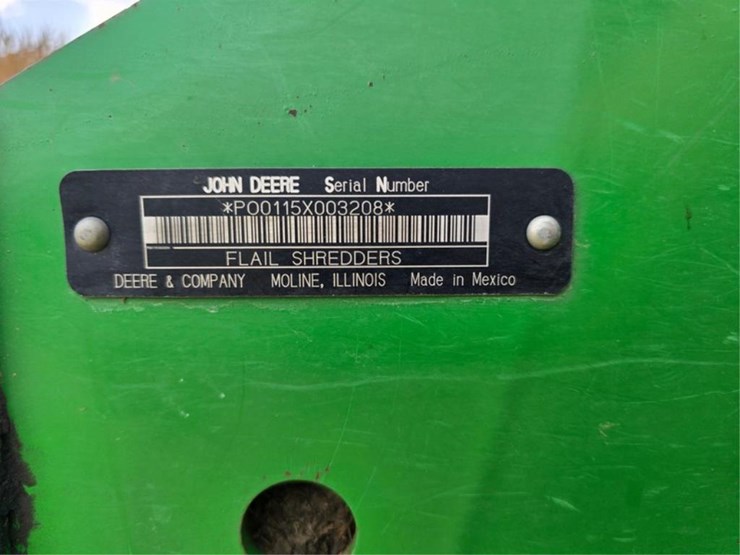 JOHN DEERE Serial Number
*P00115X003208*
FLAIL SHREDDERS
DEERE & COMPANY MOLINE, ILLINOIS Made in Mexico